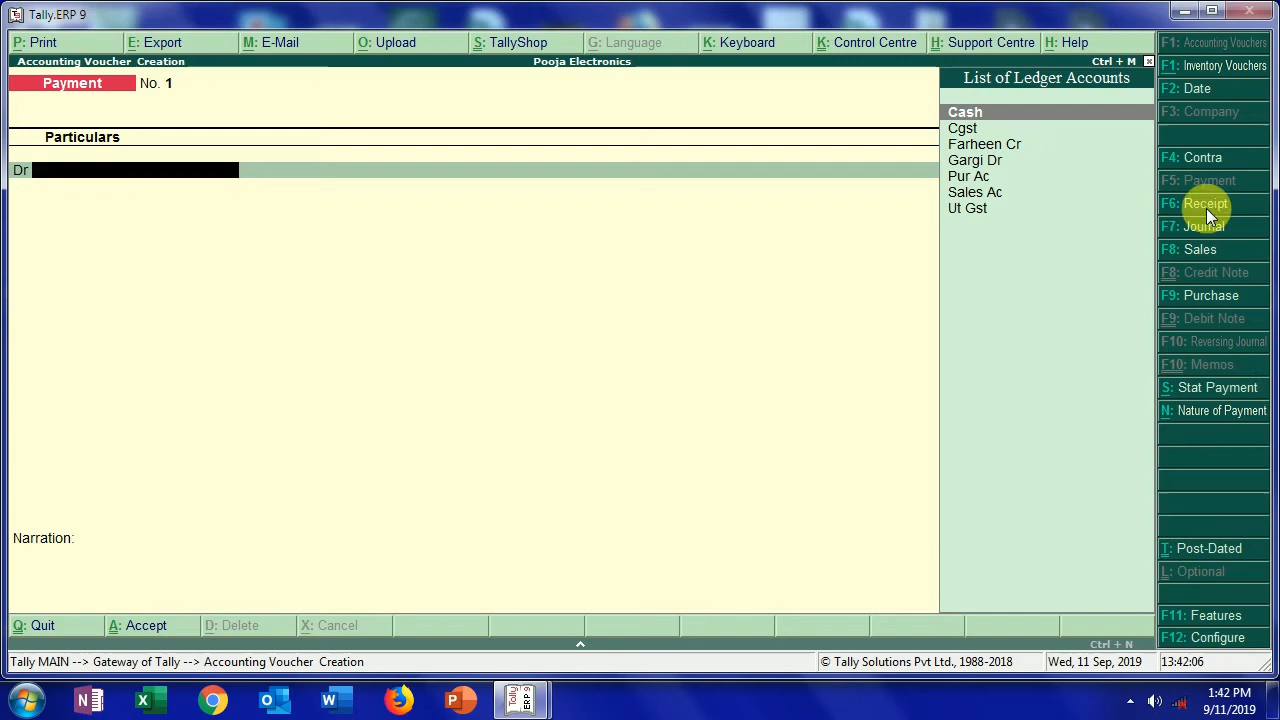 Tally.ERP 9
P: Print E: Export M: E-Mail O: Upload S: TallyShop G: Language K: Keyboard K: Control Centre H: Support Centre H: Help
Accounting Voucher Creation Pooja Electronics Ctrl + M
Payment No. 1
Particulars
Dr
Narration:
List of Ledger Accounts
Cash
Cgst
Farheen Cr
Gargi Dr
Pur Ac
Sales Ac
Ut Gst
F1: Accounting Vouchers
F1: Inventory Vouchers
F2: Date
F3: Company
F4: Contra
F5: Payment
F6: Receipt
F7: Journal
F8: Sales
F8: Credit Note
F9: Purchase
F9: Debit Note
F10: Reversing Journal
F10: Memos
S: Stat Payment
N: Nature of Payment
T: Post-Dated
L: Optional
F11: Features
F12: Configure
Q: Quit A: Accept D: Delete X: Cancel
Ctrl + N
Tally MAIN --> Gateway of Tally --> Accounting Voucher Creation © Tally Solutions Pvt Ltd., 1988-2018 Wed, 11 Sep, 2019 13:42:06
1:42 PM
9/11/2019